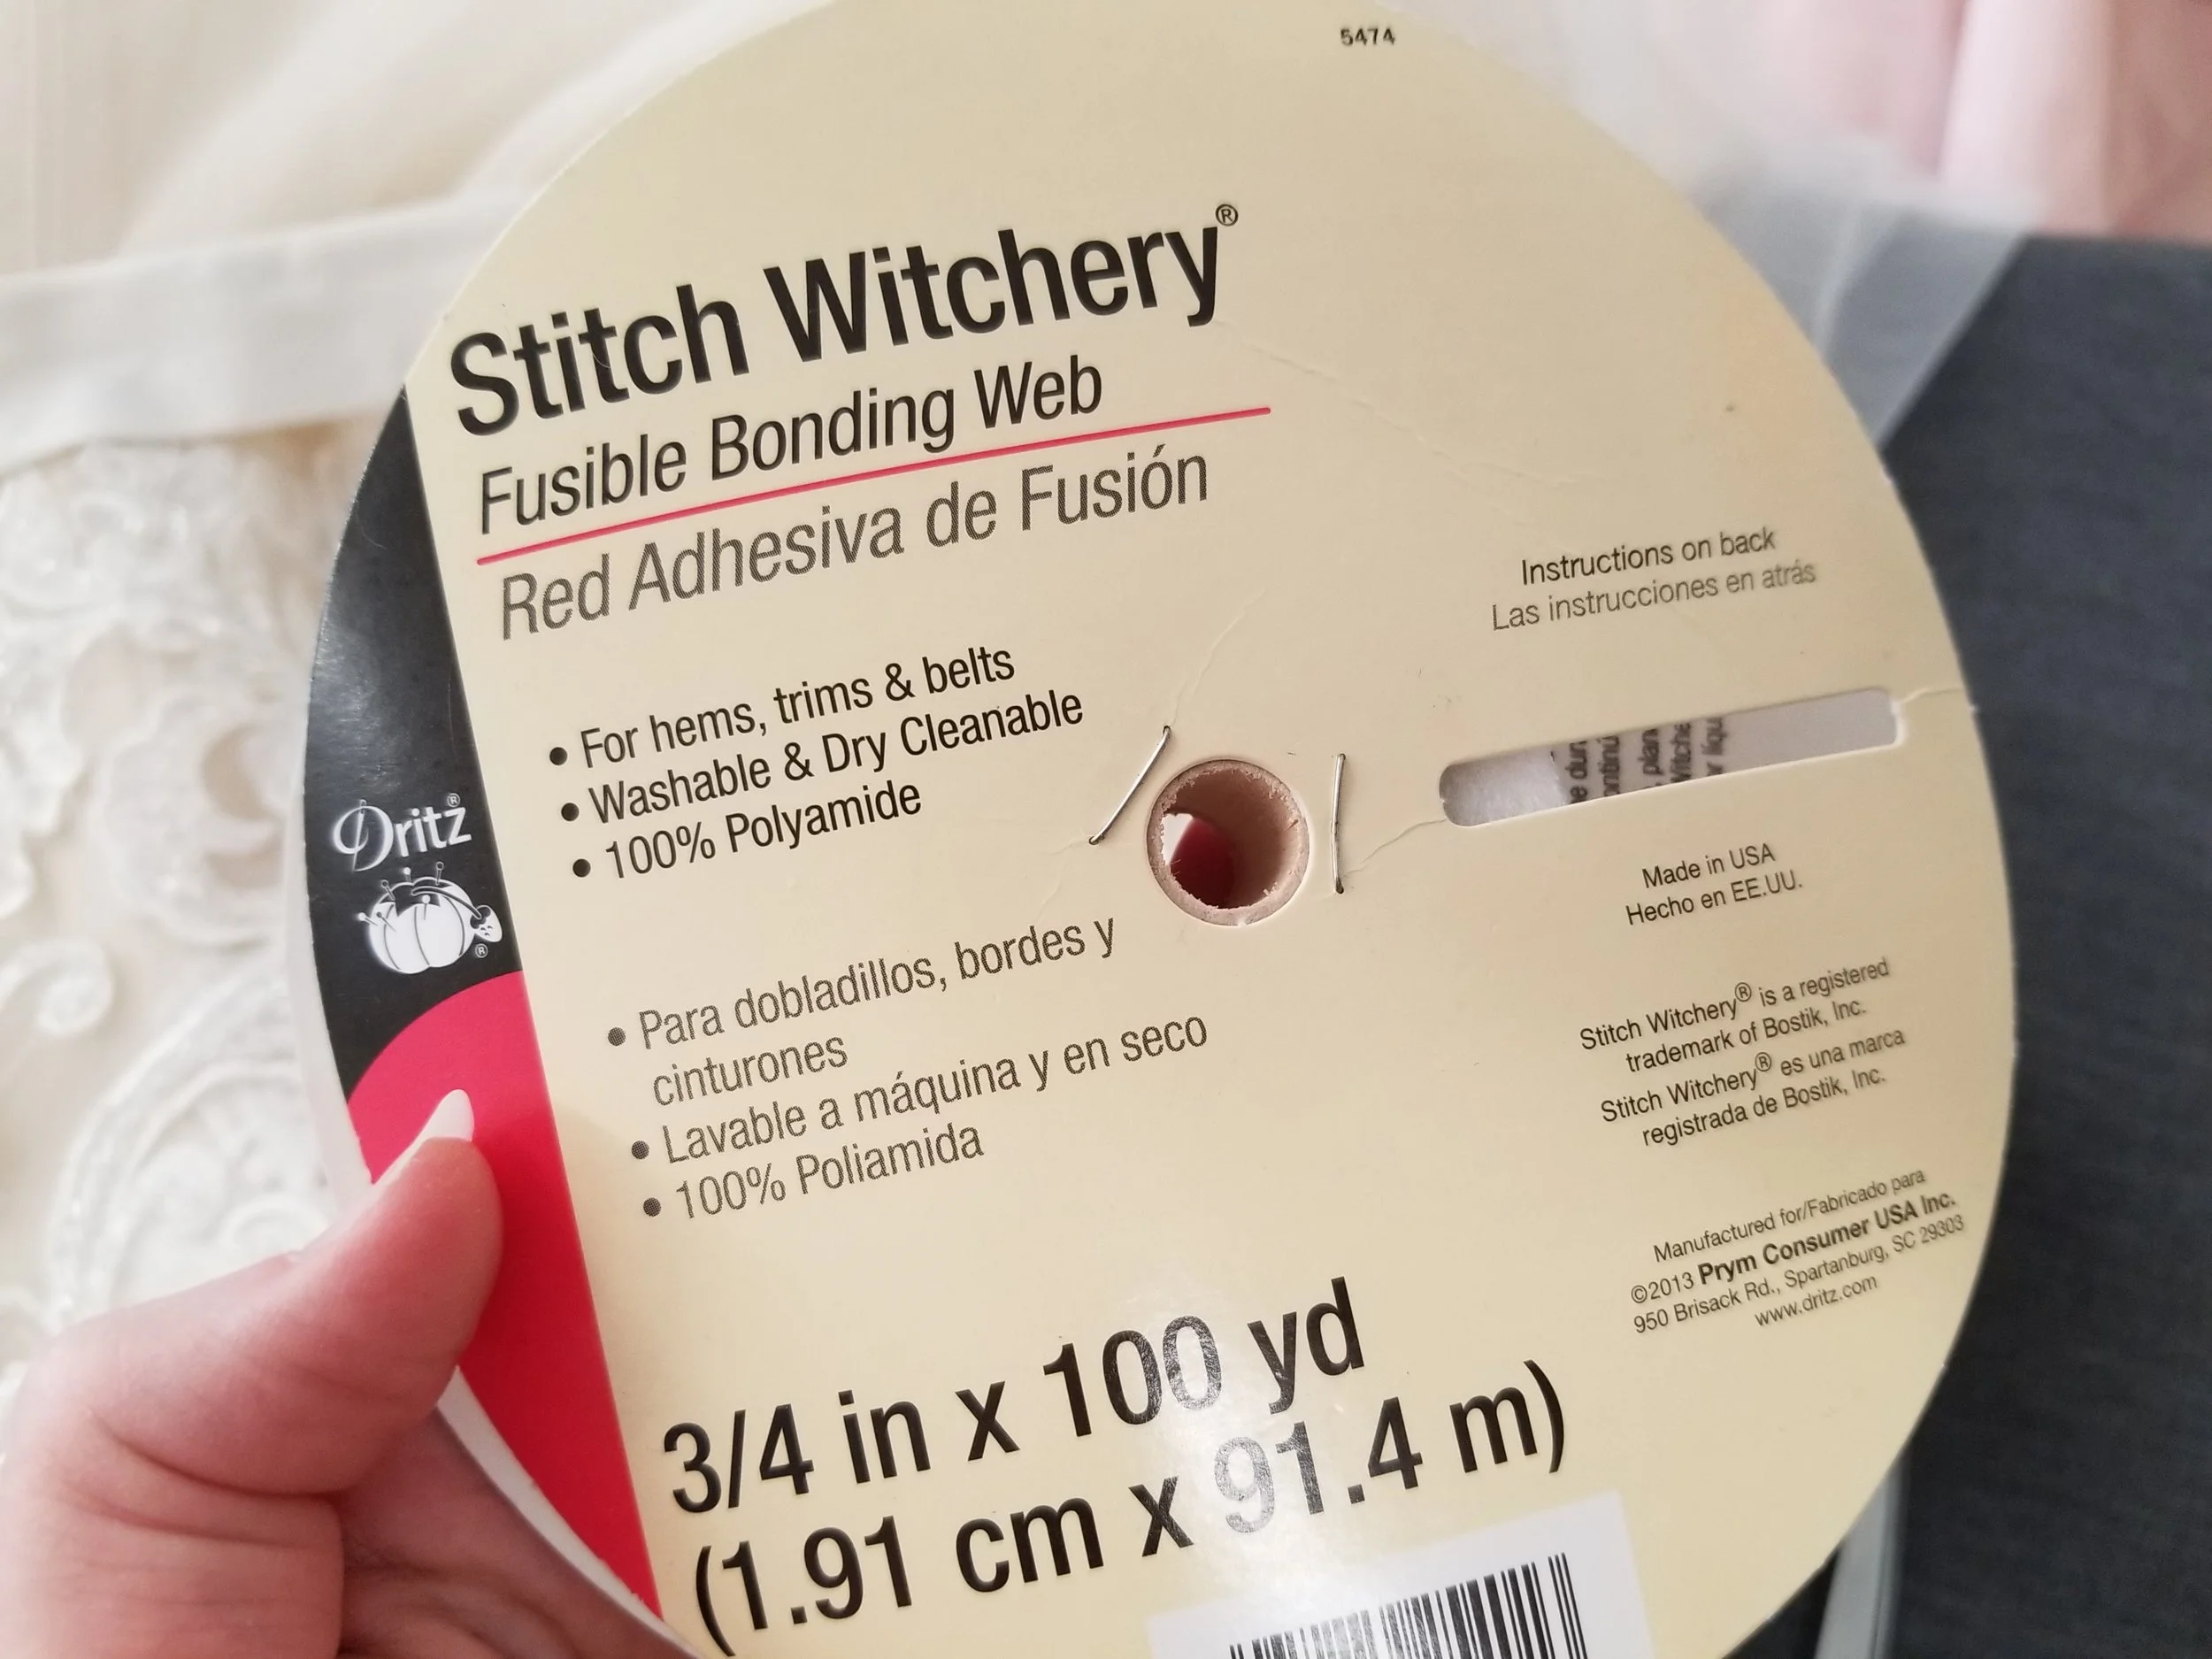 5474
Stitch Witchery®
Fusible Bonding Web
Red Adhesiva de Fusión
• For hems, trims & belts
• Washable & Dry Cleanable
• 100% Polyamide
• Para dobladillos, bordes y
cinturones
• Lavable a máquina y en seco
• 100% Poliamida
3/4 in x 100 yd
(1.91 cm x 91.4 m)
Dritz®
®
Instructions on back
Las instrucciones en atrás
Made in USA
Hecho en EE.UU.
Stitch Witchery® is a registered
trademark of Bostik, Inc.
Stitch Witchery® es una marca
registrada de Bostik, Inc.
Manufactured for/Fabricado para
©2013 Prym Consumer USA Inc.
950 Brisack Rd., Spartanburg, SC 29303
www.dritz.com